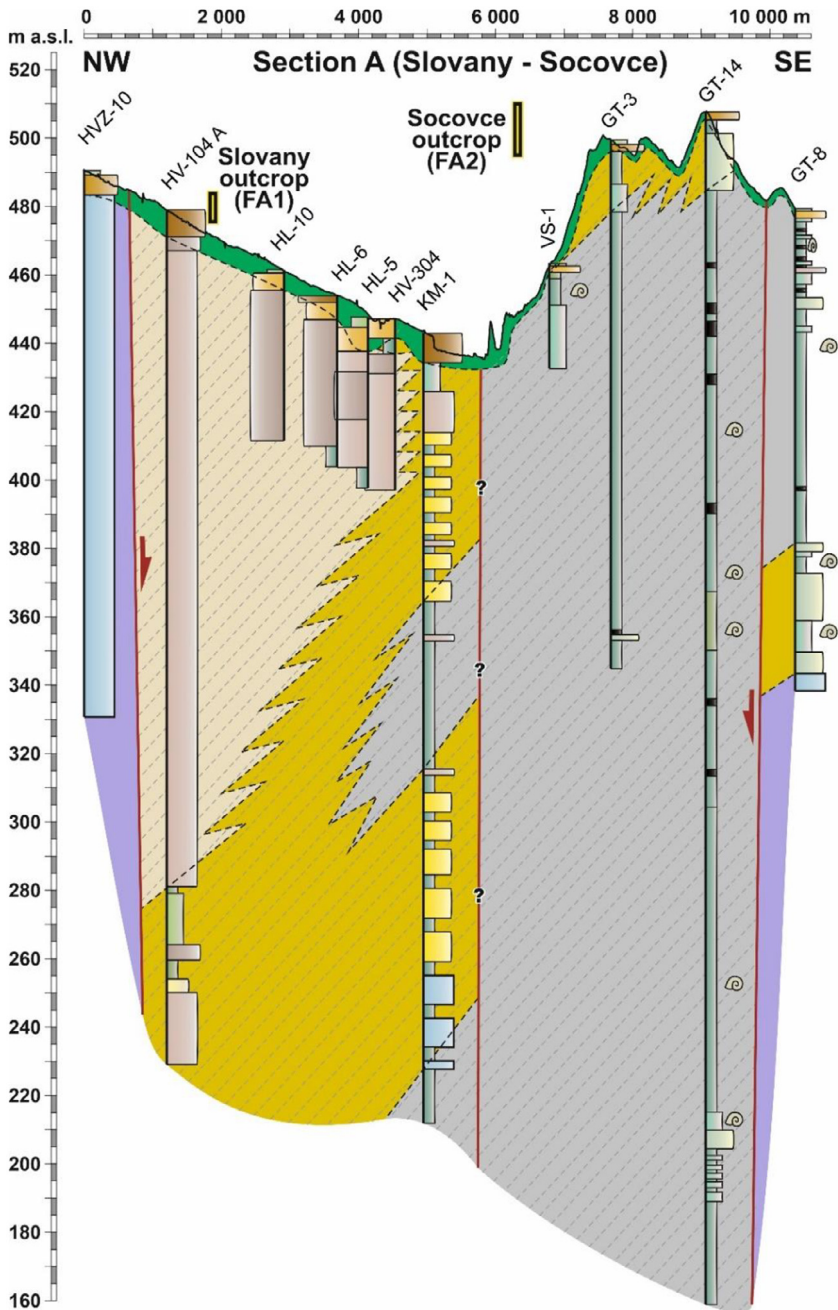 0 2 000 4 000 6 000 8 000 10 000 m
m a.s.l.
NW Section A (Slovany - Socovce) SE
520
500
480
460
440
420
400
380
360
340
320
300
280
260
240
220
200
180
160
HVZ-10
HV-104 A
Slovany
outcrop
(FA1)
HL-10
HL-6
HL-5
HV-304
KM-1
Socovce
outcrop
(FA2)
VS-1
GT-3
GT-14
GT-8
?
?
?